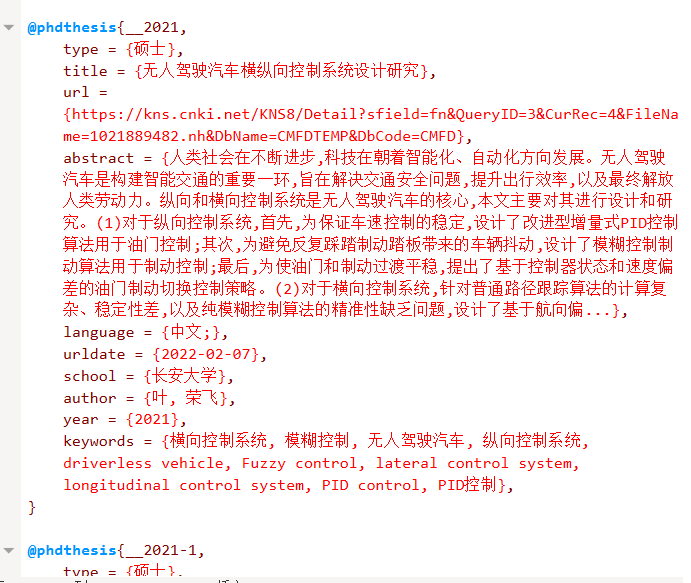 @phdthesis{__2021,
type = {硕士},
title = {无人驾驶汽车横纵向控制系统设计研究},
url =
{https://kns.cnki.net/KNS8/Detail?sfield=fn&QueryID=3&CurRec=4&FileNa
me=1021889482.nh&DbName=CMFDTEMP&DbCode=CMFD},
abstract = {人类社会在不断进步,科技在朝着智能化、自动化方向发展。无人驾驶
汽车是构建智能交通的重要一环,旨在解决交通安全问题,提升出行效率,以及最终解放
人类劳动力。纵向和横向控制系统是无人驾驶汽车的核心,本文主要对其进行设计和研
究。(1)对于纵向控制系统,首先,为保证车速控制的稳定,设计了改进型增量式PID控制
算法用于油门控制;其次,为避免反复踩踏制动踏板带来的车辆抖动,设计了模糊控制制
动算法用于制动控制;最后,为使油门和制动过渡平稳,提出了基于控制器状态和速度偏
差的油门制动切换控制策略。(2)对于横向控制系统,针对普通路径跟踪算法的计算复
杂、稳定性差,以及纯模糊控制算法的精准性缺乏问题,设计了基于航向偏...},
language = {中文;},
urldate = {2022-02-07},
school = {长安大学},
author = {叶, 荣飞},
year = {2021},
keywords = {横向控制系统, 模糊控制, 无人驾驶汽车, 纵向控制系统,
driverless vehicle, Fuzzy control, lateral control system,
longitudinal control system, PID control, PID控制},
}
@phdthesis{__2021-1,
type = {硕士},